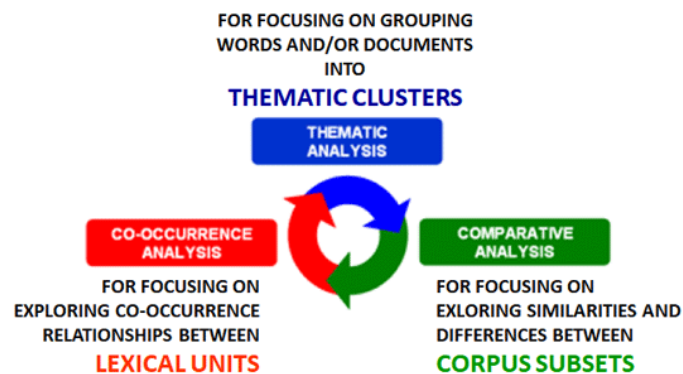 FOR FOCUSING ON GROUPING
WORDS AND/OR DOCUMENTS
INTO
THEMATIC CLUSTERS
THEMATIC
ANALYSIS
CO-OCCURRENCE
ANALYSIS
FOR FOCUSING ON
EXPLORING CO-OCCURRENCE
RELATIONSHIPS BETWEEN
LEXICAL UNITS
COMPARATIVE
ANALYSIS
FOR FOCUSING ON
EXLORING SIMILARITIES AND
DIFFERENCES BETWEEN
CORPUS SUBSETS